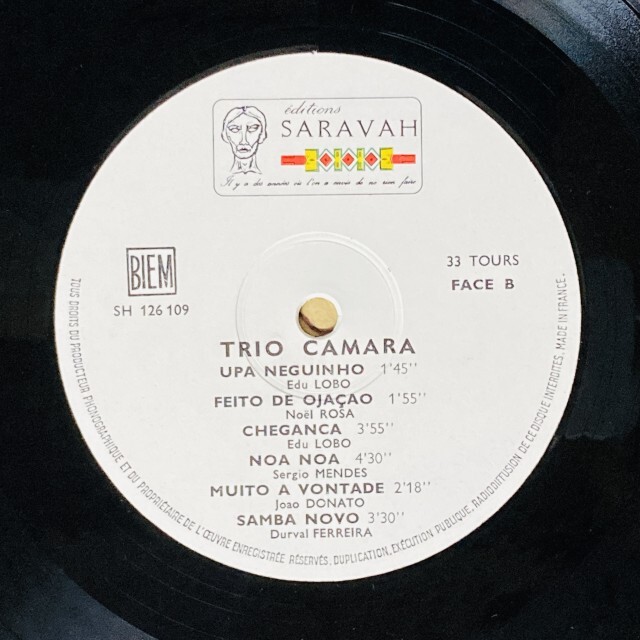 éditions
SARAVAH
Il y a des années où l'on a envie de ne rien faire
BIEM
SH 126 109
33 TOURS
FACE B
TRIO CAMARA
UPA NEGUINHO 1'45''
Edu LOBO
FEITO DE OJAÇAO 1'55''
Noël ROSA
CHEGANCA 3'55''
Edu LOBO
NOA NOA 4'30''
Sergio MENDES
MUITO A VONTADE 2'18''
Joao DONATO
SAMBA NOVO 3'30''
Durval FERREIRA
TOUS DROITS DU PRODUCTEUR PHONOGRAPHIQUE ET DU PROPRIÉTAIRE DE L'ŒUVRE ENREGISTRÉE RÉSERVÉS. DUPLICATION, EXÉCUTION PUBLIQUE, RADIODIFFUSION DE CE DISQUE INTERDITES. MADE IN FRANCE.